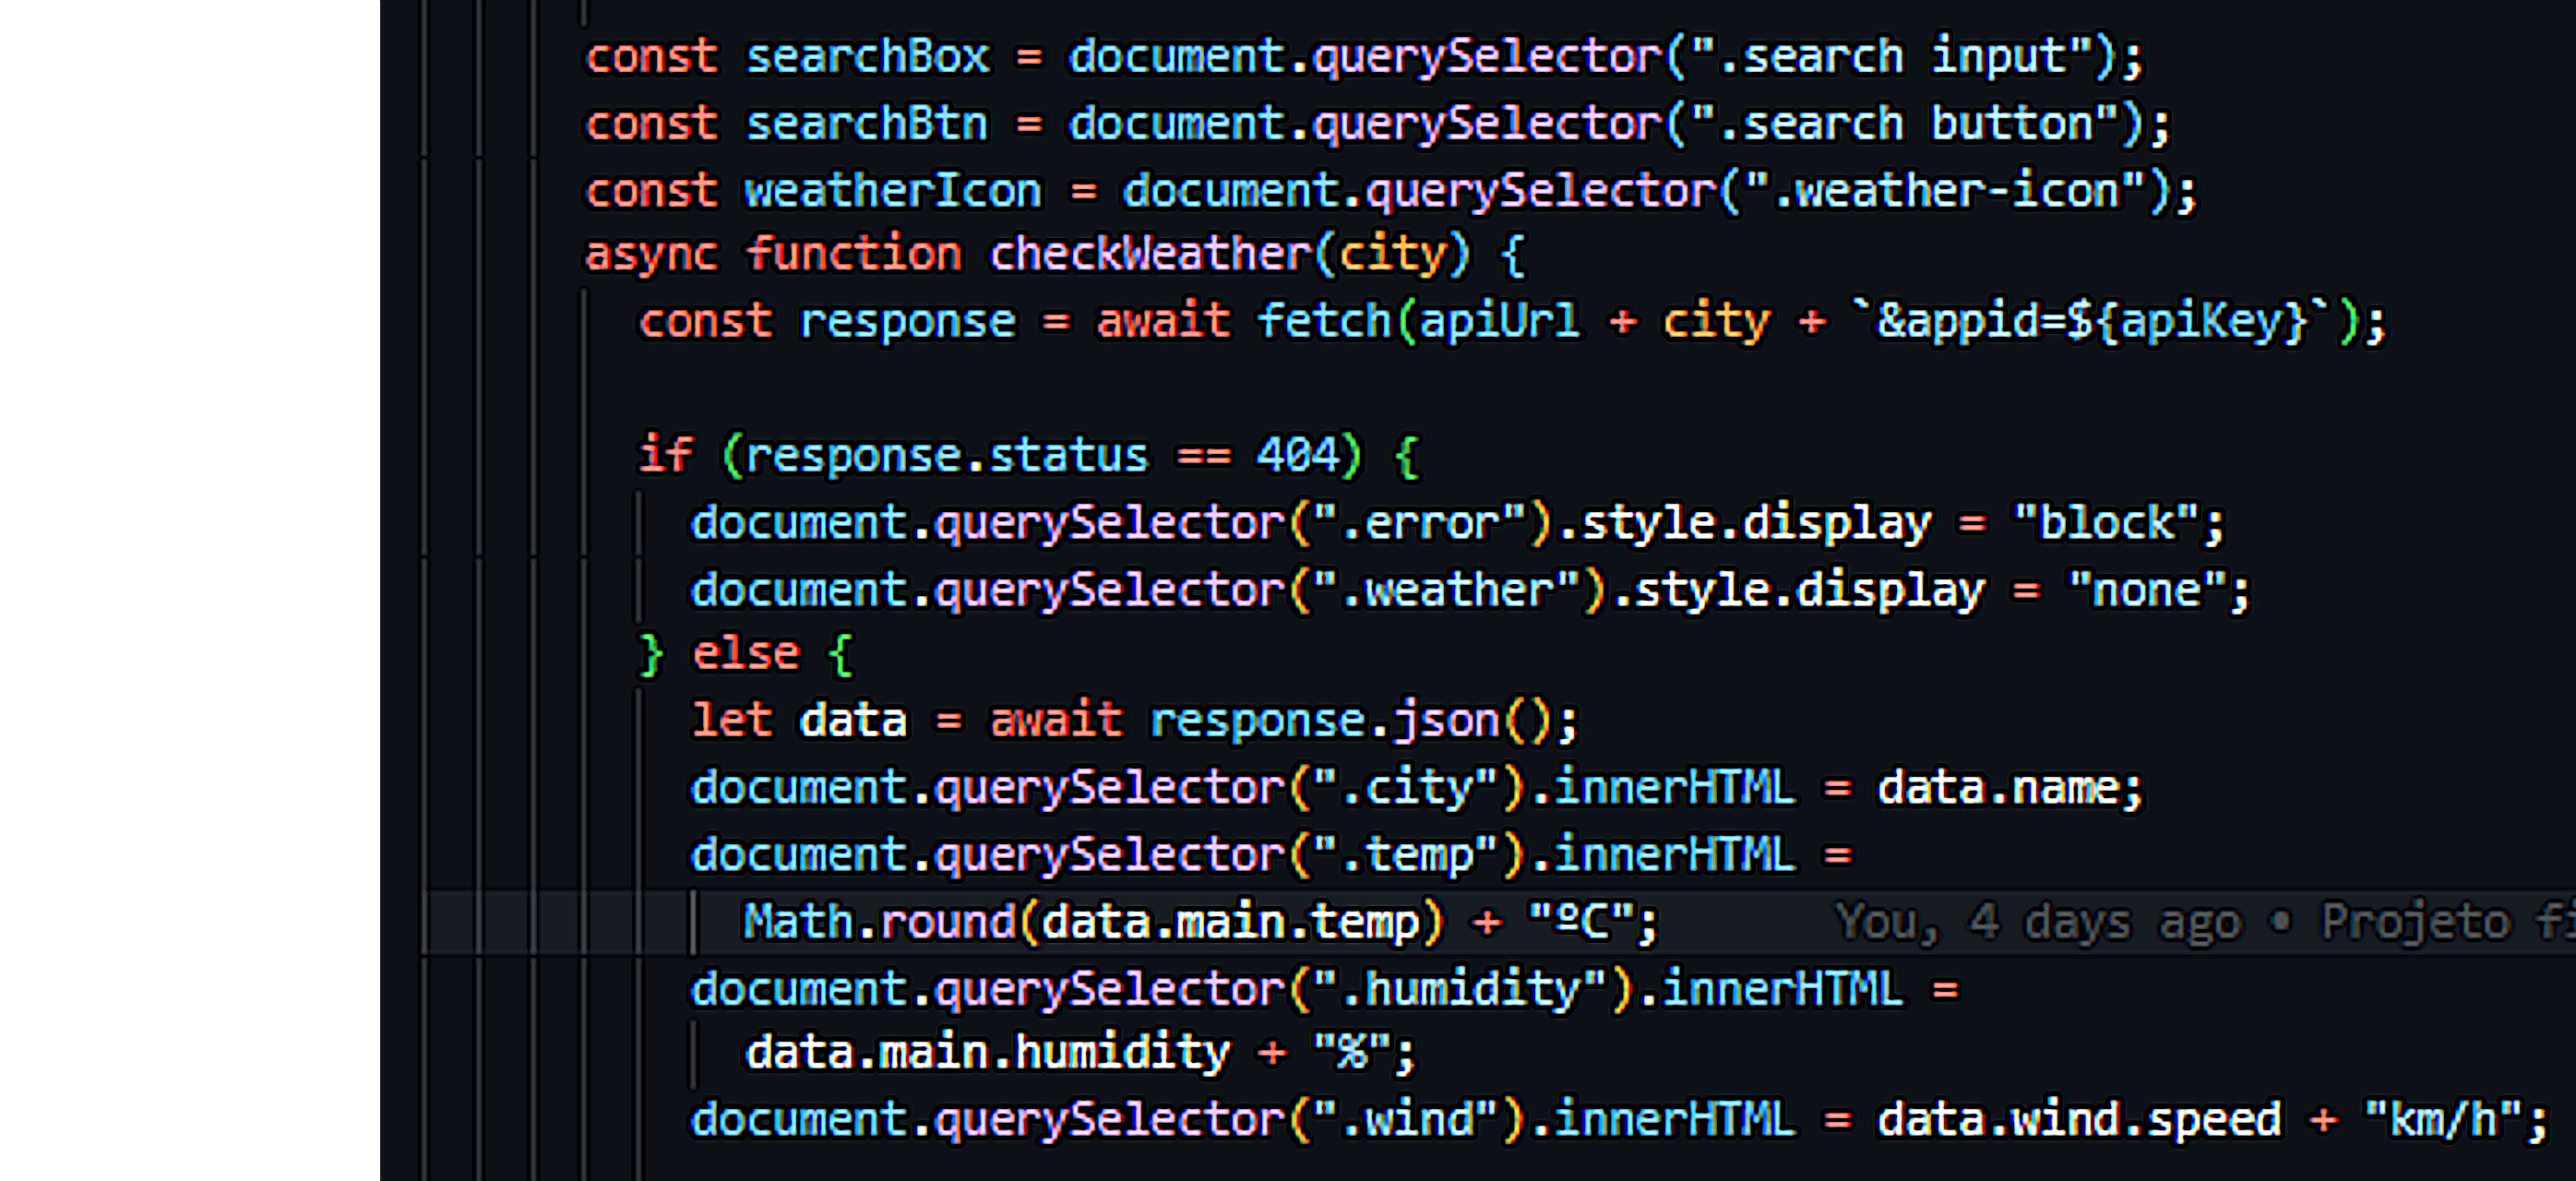 const searchBox = document.querySelector(".search input");
const searchBtn = document.querySelector(".search button");
const weatherIcon = document.querySelector(".weather-icon");
async function checkWeather(city) {
const response = await fetch(apiUrl + city + `&appid=${apiKey}`);
if (response.status == 404) {
document.querySelector(".error").style.display = "block";
document.querySelector(".weather").style.display = "none";
} else {
let data = await response.json();
document.querySelector(".city").innerHTML = data.name;
document.querySelector(".temp").innerHTML =
Math.round(data.main.temp) + "ºC"; You, 4 days ago • Projeto
document.querySelector(".humidity").innerHTML =
data.main.humidity + "%";
document.querySelector(".wind").innerHTML = data.wind.speed + "km/h";